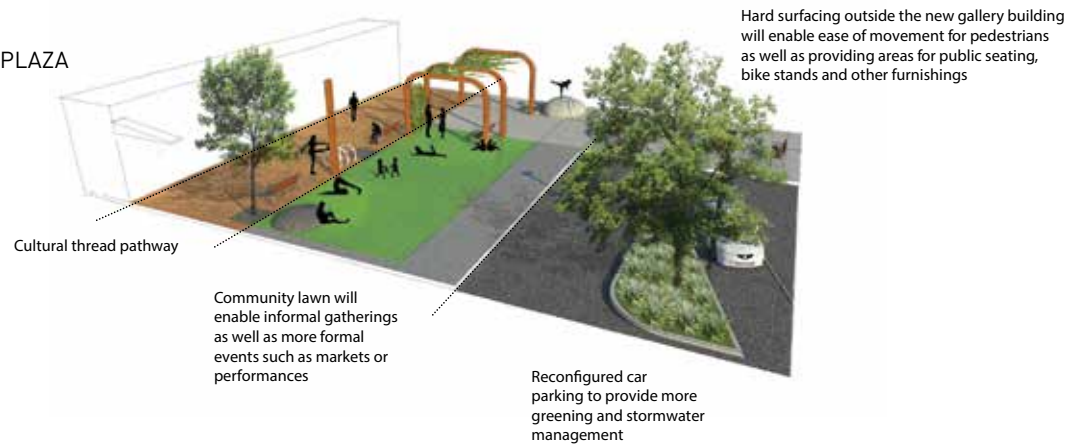 PLAZA
Hard surfacing outside the new gallery building
will enable ease of movement for pedestrians
as well as providing areas for public seating,
bike stands and other furnishings
Cultural thread pathway
Community lawn will
enable informal gatherings
as well as more formal
events such as markets or
performances
Reconfigured car
parking to provide more
greening and stormwater
management